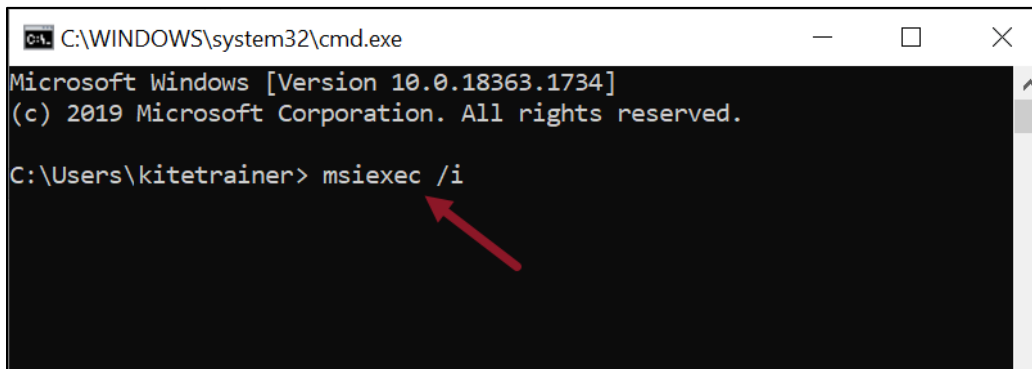 C:\WINDOWS\system32\cmd.exe
Microsoft Windows [Version 10.0.18363.1734]
(c) 2019 Microsoft Corporation. All rights reserved.
C:\Users\kitetrainer> msiexec /i